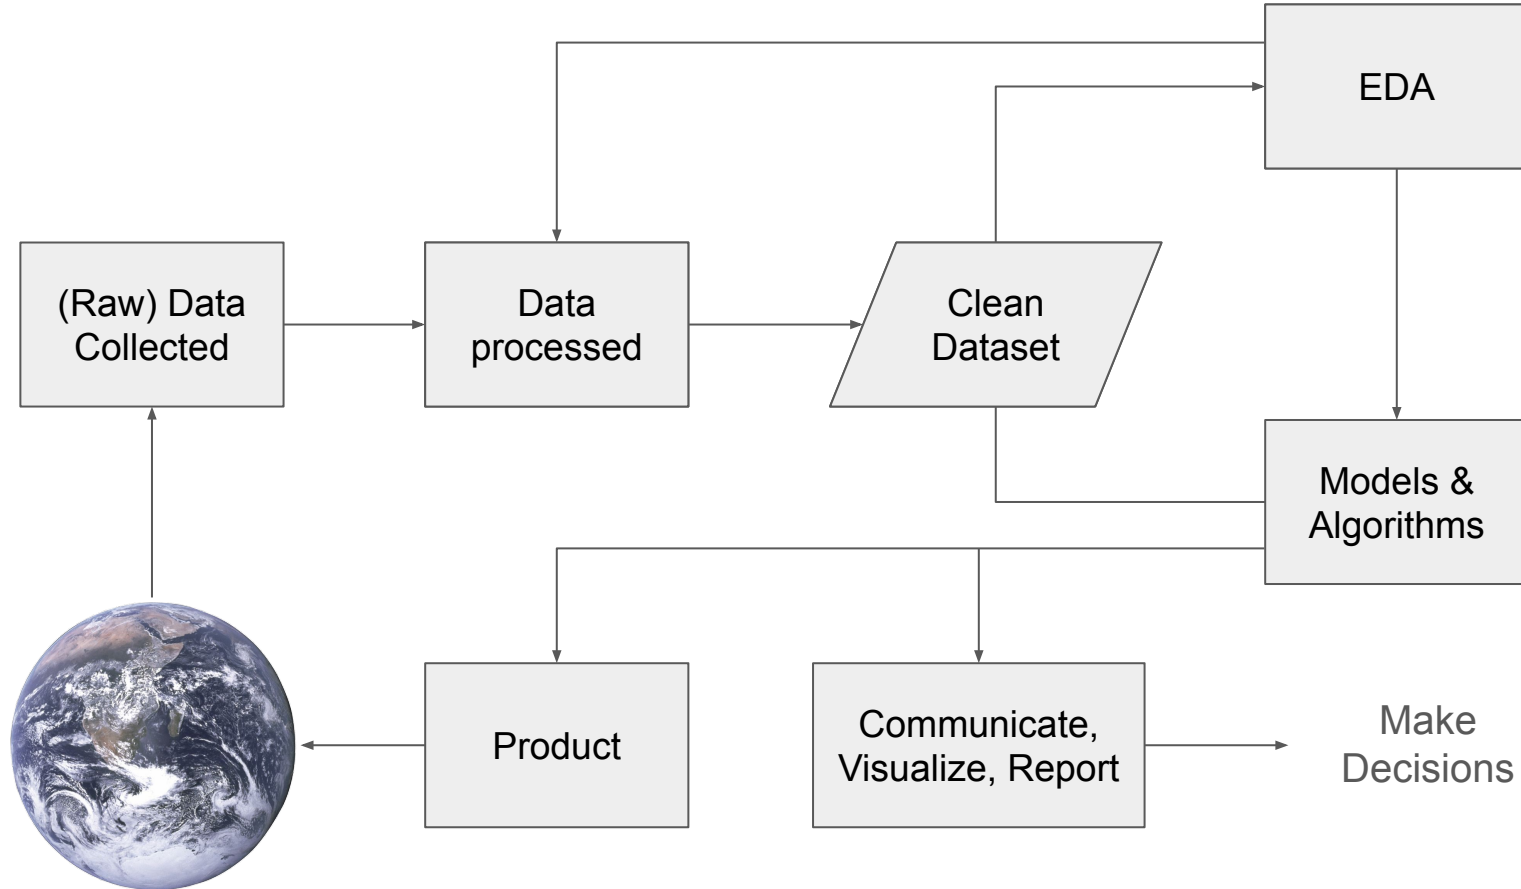 EDA
(Raw) Data
Collected
Data
processed
Clean
Dataset
Models &
Algorithms
Product
Communicate,
Visualize, Report
Make
Decisions